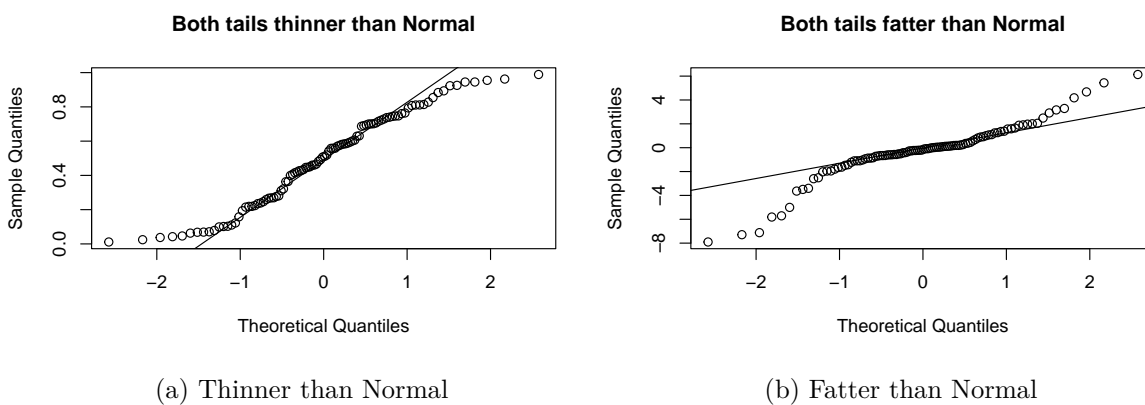 Both tails thinner than Normal
Sample Quantiles
0.8
0.4
0.0
−2 −1 0 1 2
Theoretical Quantiles
(a) Thinner than Normal
Both tails fatter than Normal
Sample Quantiles
4
0
−4
−8
−2 −1 0 1 2
Theoretical Quantiles
(b) Fatter than Normal